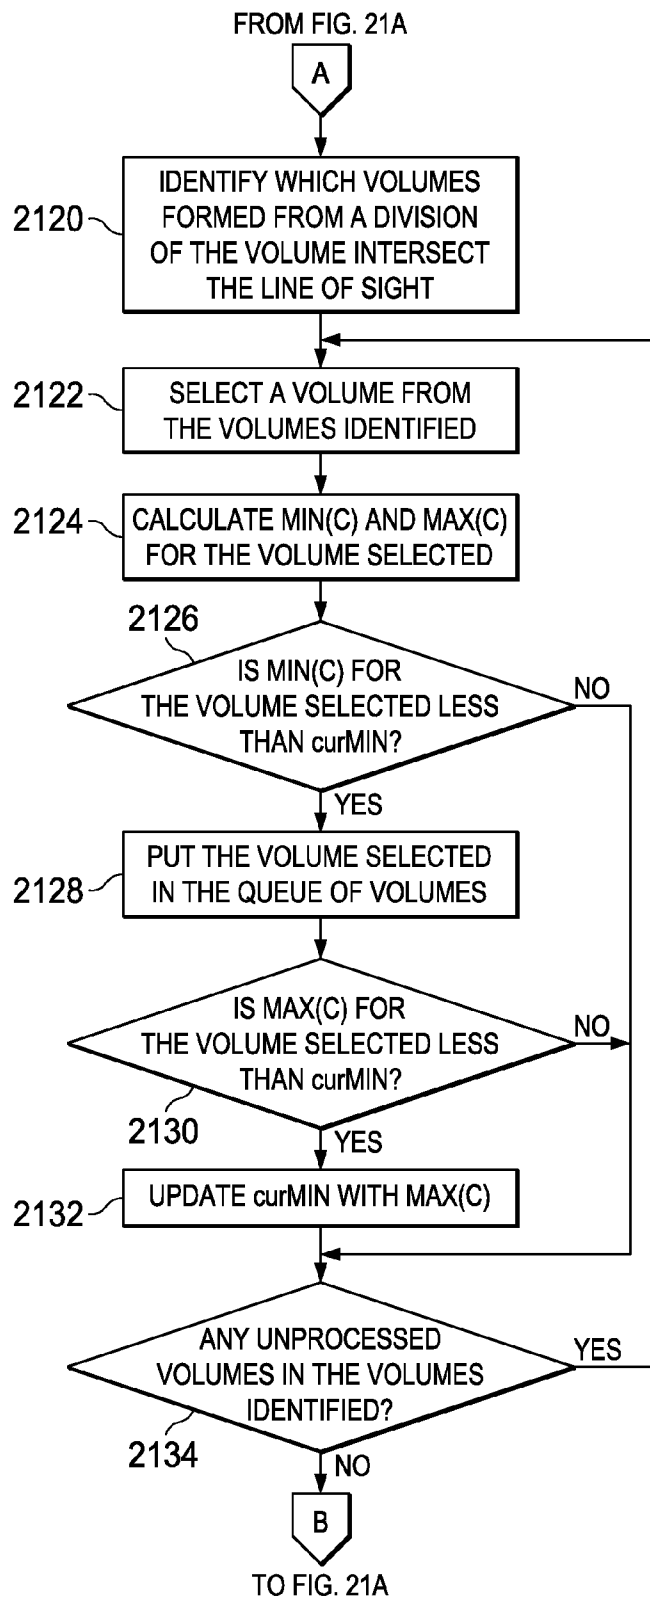 FROM FIG. 21A
A
2120
IDENTIFY WHICH VOLUMES
FORMED FROM A DIVISION
OF THE VOLUME INTERSECT
THE LINE OF SIGHT
2122
SELECT A VOLUME FROM
THE VOLUMES IDENTIFIED
2124
CALCULATE MIN(C) AND MAX(C)
FOR THE VOLUME SELECTED
2126
IS MIN(C) FOR
THE VOLUME SELECTED LESS
THAN curMIN?
NO
YES
2128
PUT THE VOLUME SELECTED
IN THE QUEUE OF VOLUMES
IS MAX(C) FOR
THE VOLUME SELECTED LESS
THAN curMIN?
NO
2130
YES
2132
UPDATE curMIN WITH MAX(C)
ANY UNPROCESSED
VOLUMES IN THE VOLUMES
IDENTIFIED?
YES
2134
NO
B
TO FIG. 21A